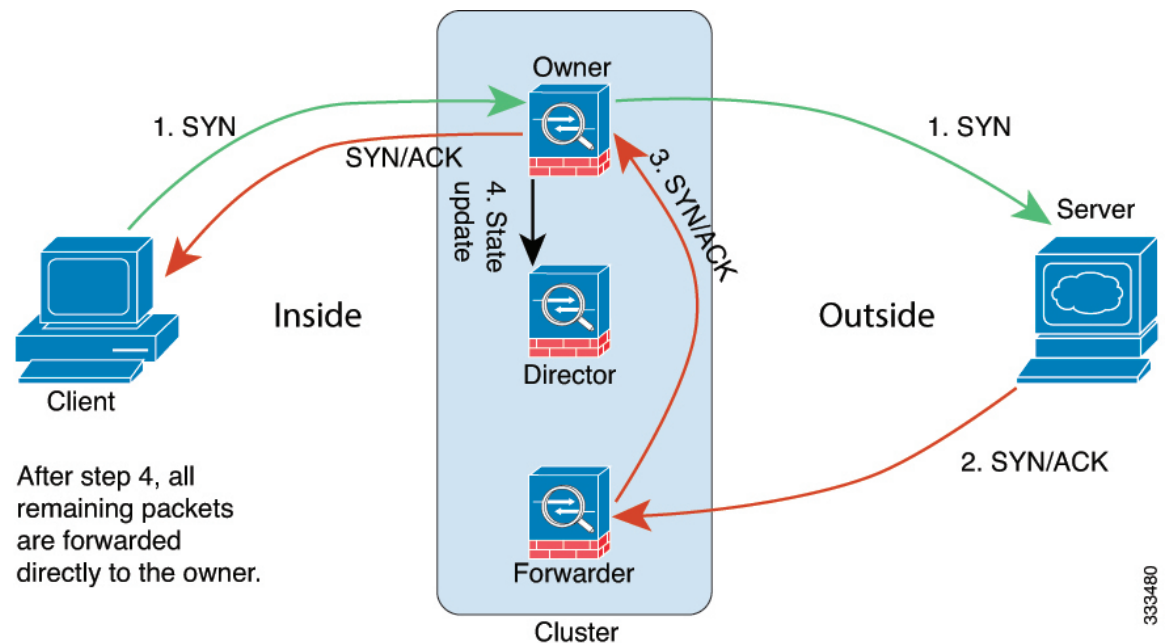 Owner
1. SYN
1. SYN
SYN/ACK
3. SYN/ACK
4. State
update
Server
Inside
Outside
Director
Client
2. SYN/ACK
After step 4, all
remaining packets
are forwarded
directly to the owner.
Forwarder
Cluster
333480